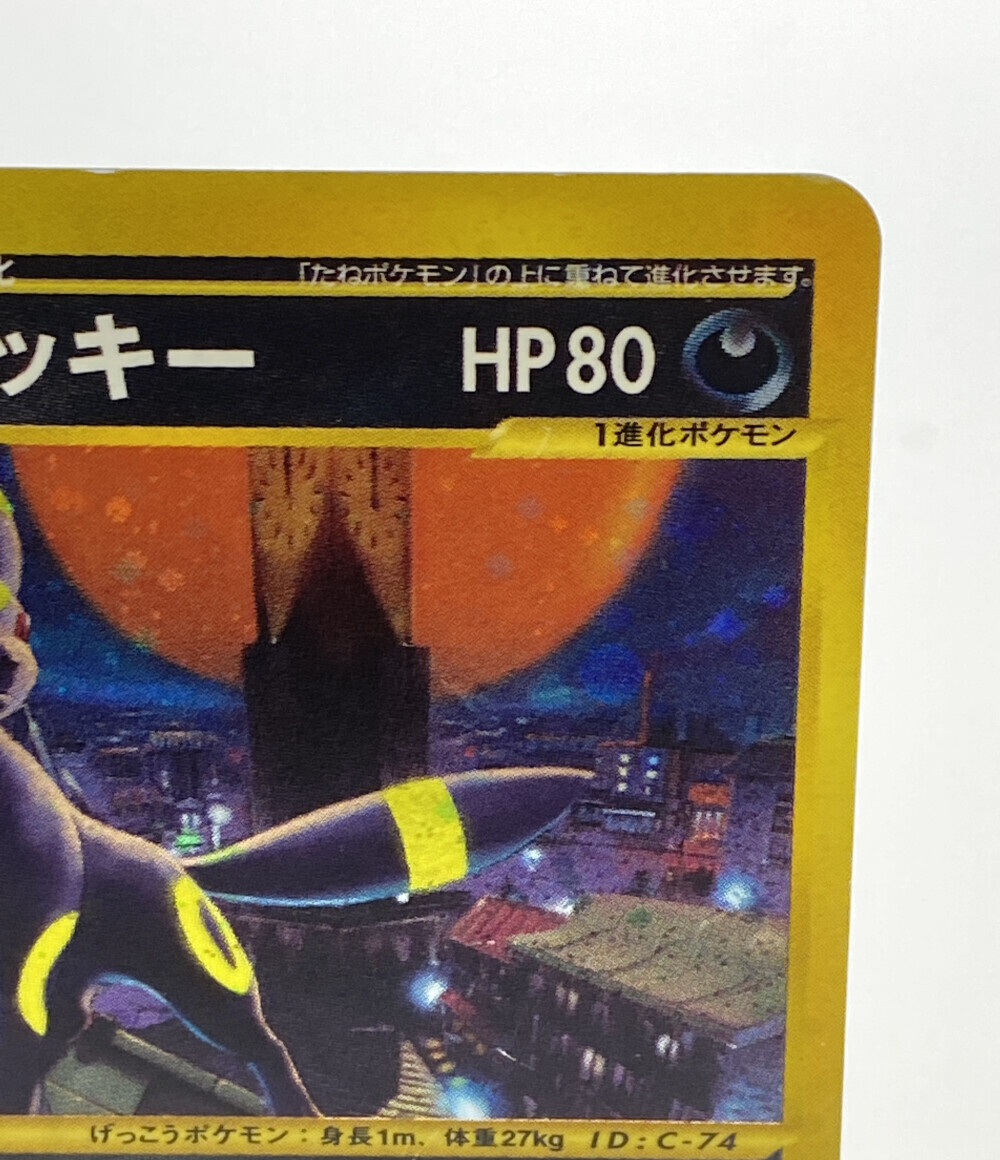 化
「たねポケモン」の上に重ねて進化させます。
ッキー HP80
1進化ポケモン
げっこうポケモン：身長1m、体重27kg ID：C-74